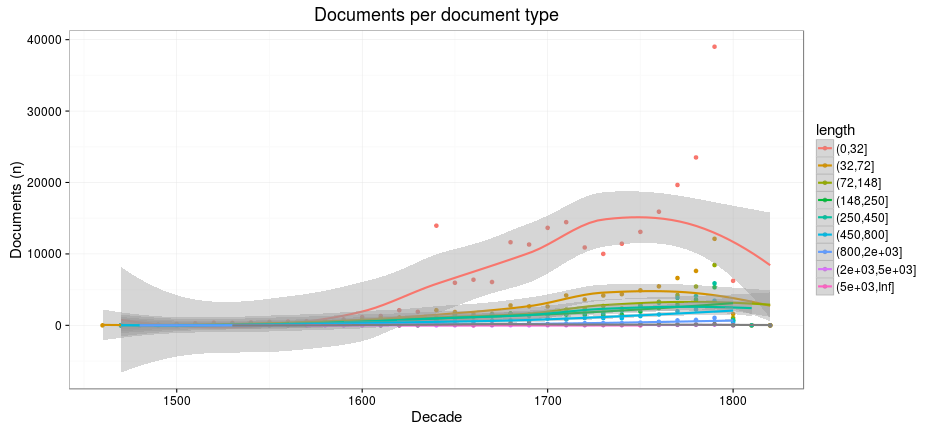 Documents per document type
40000
30000
20000
10000
0
Documents (n)
1500
1600
1700
1800
Decade
length
(0,32]
(32,72]
(72,148]
(148,250]
(250,450]
(450,800]
(800,2e+03]
(2e+03,5e+03]
(5e+03,Inf]